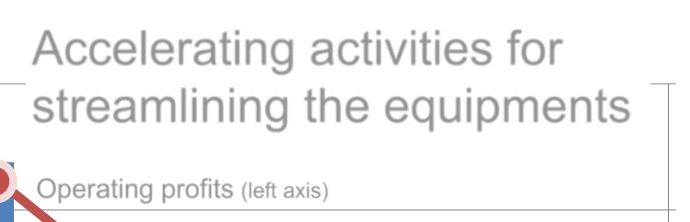 Accelerating activities for
streamlining the equipments
Operating profits (left axis)